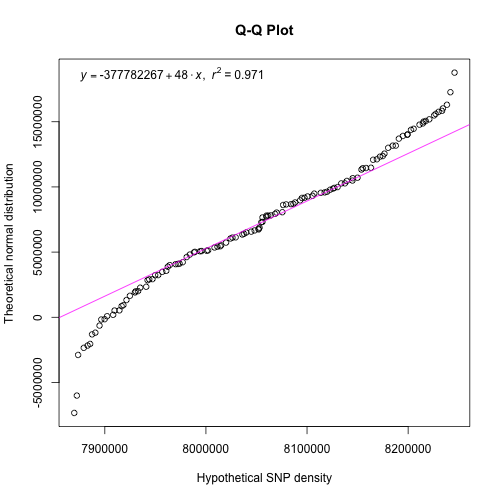 Q-Q Plot
y = -377782267 + 48 · x, r² = 0.971
Theoretical normal distribution
15000000
10000000
5000000
0
-5000000
7900000 8000000 8100000 8200000
Hypothetical SNP density